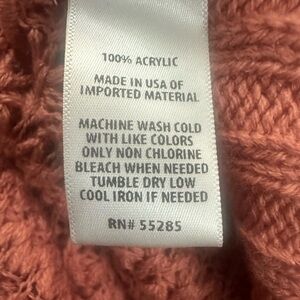 100% ACRYLIC
MADE IN USA OF
IMPORTED MATERIAL
MACHINE WASH COLD
WITH LIKE COLORS
ONLY NON CHLORINE
BLEACH WHEN NEEDED
TUMBLE DRY LOW
COOL IRON IF NEEDED
RN# 55285